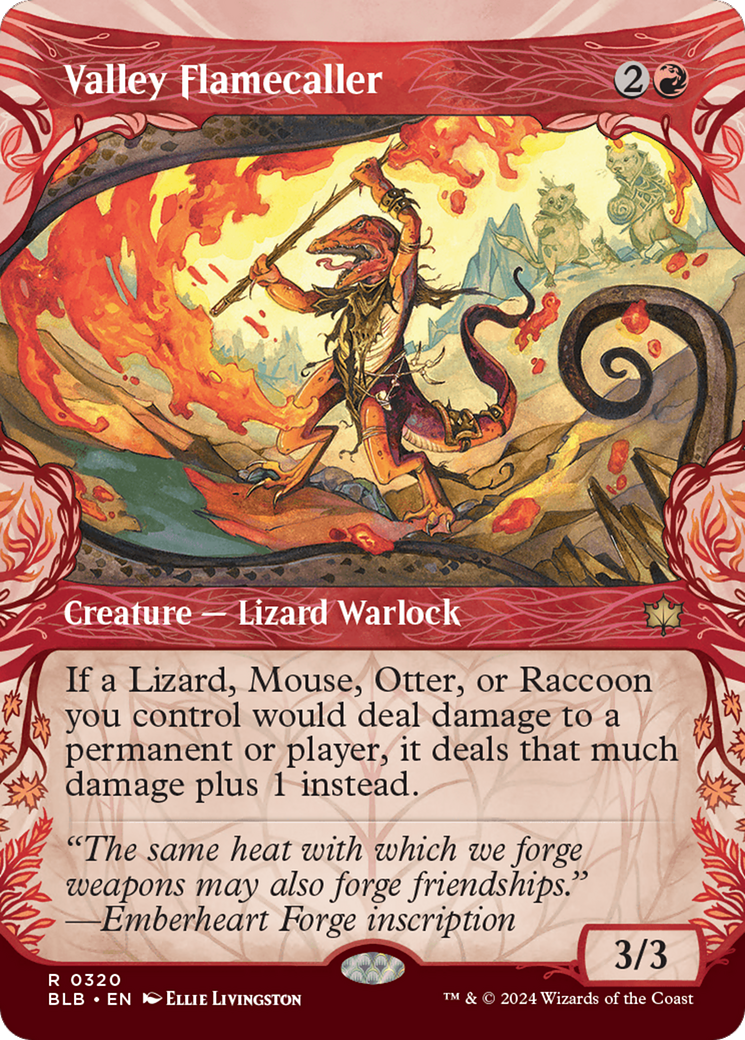 Valley Flamecaller
2
Creature — Lizard Warlock
If a Lizard, Mouse, Otter, or Raccoon
you control would deal damage to a
permanent or player, it deals that much
damage plus 1 instead.
“The same heat with which we forge
weapons may also forge friendships.”
—Emberheart Forge inscription
3/3
R 0320
BLB • EN Ellie Livingston
™ & © 2024 Wizards of the Coast